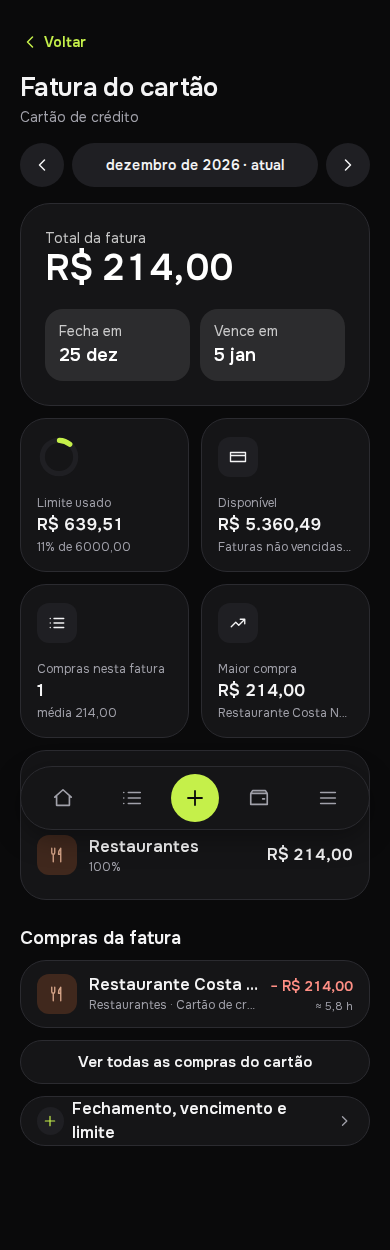 Voltar
Fatura do cartão
Cartão de crédito
dezembro de 2026 · atual
Total da fatura
R$ 214,00
Fecha em
25 dez
Vence em
5 jan
Limite usado
R$ 639,51
11% de 6000,00
Disponível
R$ 5.360,49
Faturas não vencidas...
Compras nesta fatura
1
média 214,00
Maior compra
R$ 214,00
Restaurante Costa N...
Restaurantes
100%
R$ 214,00
Compras da fatura
Restaurante Costa ...
− R$ 214,00
Restaurantes · Cartão de cr...
≈ 5,8 h
Ver todas as compras do cartão
Fechamento, vencimento e
limite